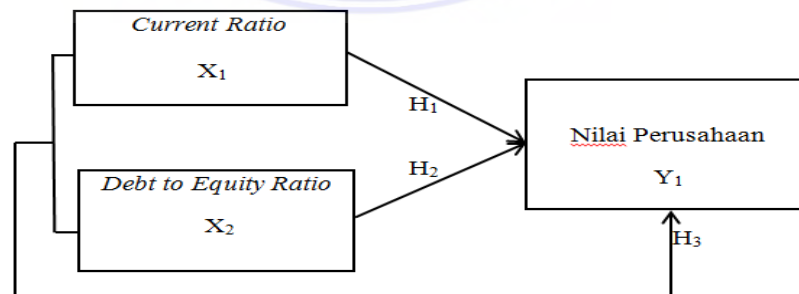 Current Ratio
X₁
H₁
Nilai Perusahaan
Y₁
H₂
Debt to Equity Ratio
X₂
H₃